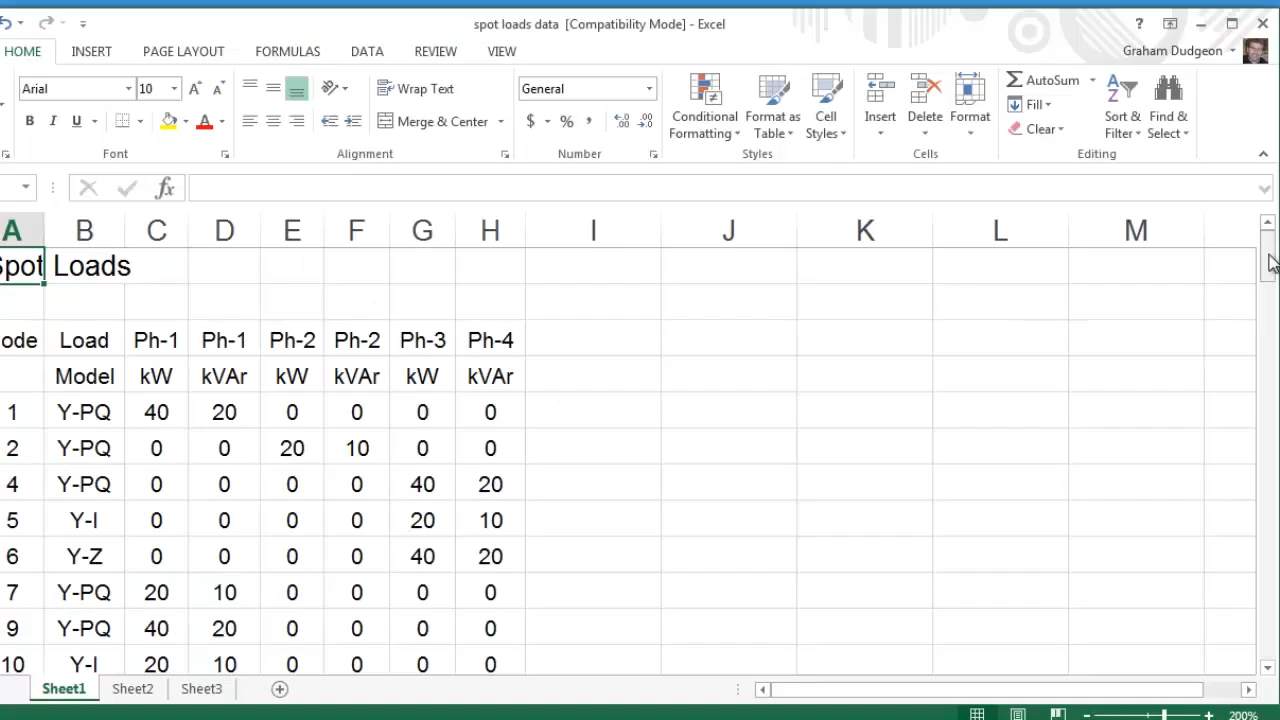 spot loads data [Compatibility Mode] - Excel
?
HOME INSERT PAGE LAYOUT FORMULAS DATA REVIEW VIEW Graham Dudgeon
Arial 10 A A Wrap Text General Conditional Formatting Format as Table Cell Styles Insert Delete Format AutoSum Fill Clear Sort & Filter Find & Select
B I U A Merge & Center $ % ,
Font Alignment Number Styles Cells Editing
fx
A B C D E F G H I J K L M
Spot Loads
ode Load Ph-1 Ph-1 Ph-2 Ph-2 Ph-3 Ph-4
Model kW kVAr kW kVAr kW kVAr
1 Y-PQ 40 20 0 0 0 0
2 Y-PQ 0 0 20 10 0 0
4 Y-PQ 0 0 0 0 40 20
5 Y-I 0 0 0 0 20 10
6 Y-Z 0 0 0 0 40 20
7 Y-PQ 20 10 0 0 0 0
9 Y-PQ 40 20 0 0 0 0
10 Y-I 20 10 0 0 0 0
Sheet1 Sheet2 Sheet3
200%